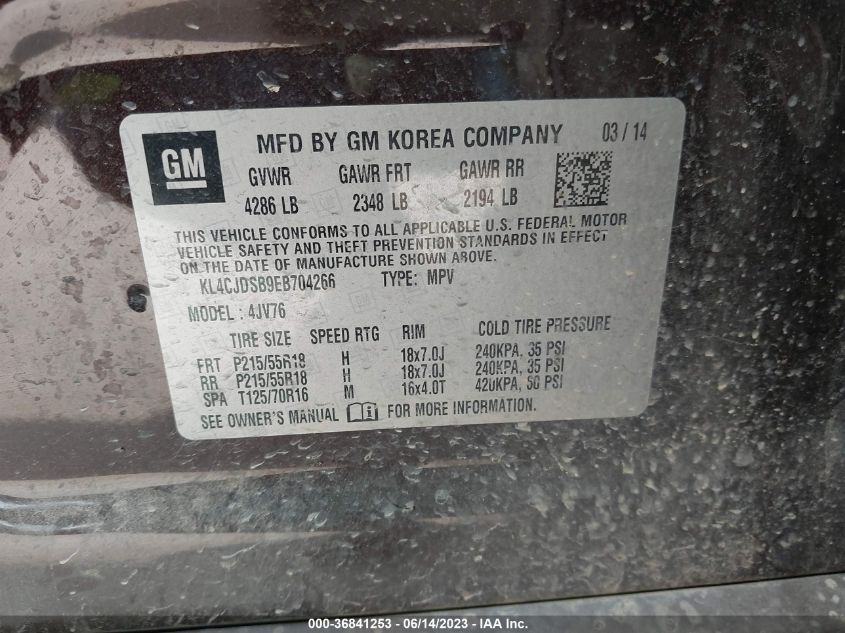 GM
MFD BY GM KOREA COMPANY 03/14
GVWR GAWR FRT GAWR RR
4286 LB 2348 LB 2194 LB
THIS VEHICLE CONFORMS TO ALL APPLICABLE U.S. FEDERAL MOTOR
VEHICLE SAFETY AND THEFT PREVENTION STANDARDS IN EFFECT
ON THE DATE OF MANUFACTURE SHOWN ABOVE.
KL4CJDSB9EB704266 TYPE: MPV
MODEL : 4JV76
TIRE SIZE SPEED RTG RIM COLD TIRE PRESSURE
FRT P215/55R18 H 18x7.0J 240KPA, 35 PSI
RR P215/55R18 H 18x7.0J 240KPA, 35 PSI
SPA T125/70R16 M 16x4.0T 420KPA, 60 PSI
SEE OWNER'S MANUAL FOR MORE INFORMATION.
000-36841253 - 06/14/2023 - IAAI.com